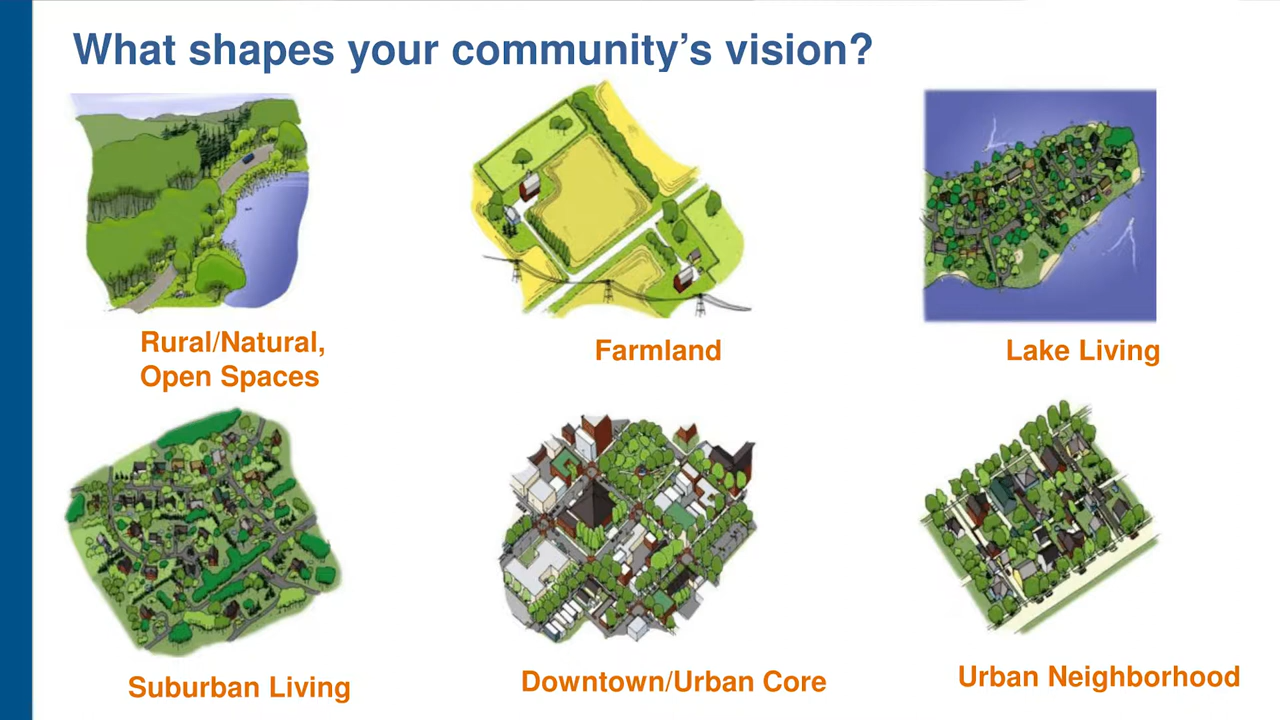 What shapes your community’s vision?
Rural/Natural,
Open Spaces
Farmland
Lake Living
Suburban Living
Downtown/Urban Core
Urban Neighborhood